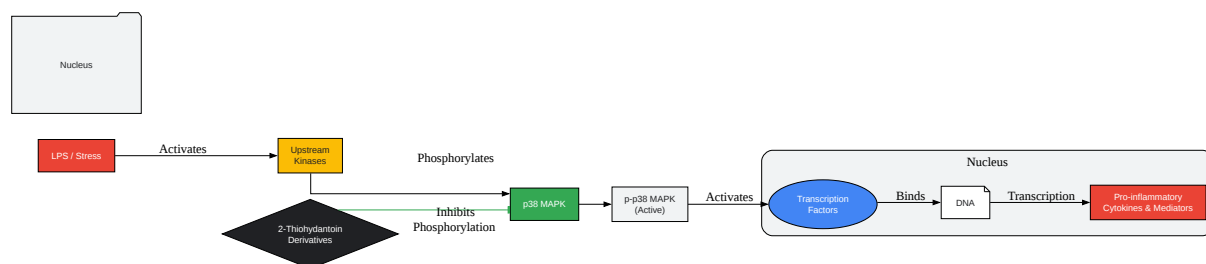 Nucleus
LPS / Stress
Activates
Upstream
Kinases
Phosphorylates
2-Thiohydantoin
Derivatives
Inhibits
Phosphorylation
p38 MAPK
p-p38 MAPK
(Active)
Activates
Nucleus
Transcription
Factors
Binds
DNA
Transcription
Pro-inflammatory
Cytokines & Mediators